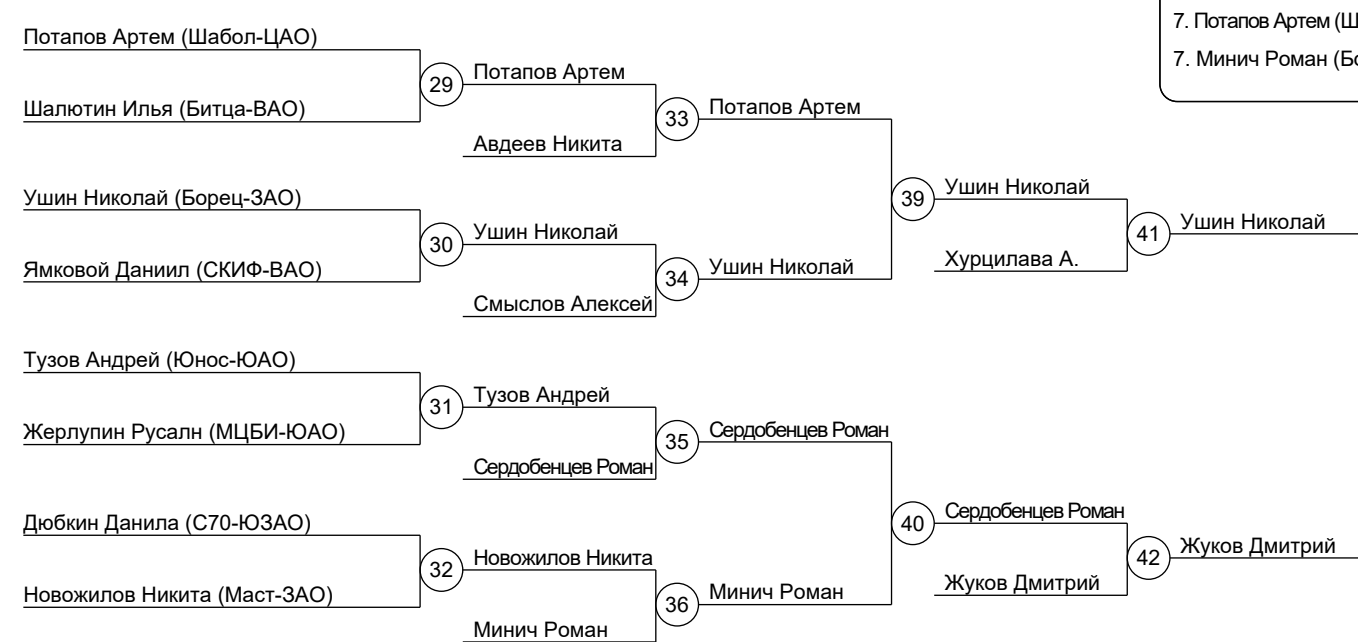 7. Потапов Артем (Ш
7. Минич Роман (Бо
Потапов Артем (Шабол-ЦАО)
29
Потапов Артем
Шалютин Илья (Битца-ВАО)
33
Потапов Артем
Авдеев Никита
39
Ушин Николай
Ушин Николай (Борец-ЗАО)
30
Ушин Николай
41
Ушин Николай
Ямковой Даниил (СКИФ-ВАО)
34
Ушин Николай
Хурцилава А.
Смыслов Алексей
Тузов Андрей (Юнос-ЮАО)
31
Тузов Андрей
Жерлупин Русалн (МЦБИ-ЮАО)
35
Сердобенцев Роман
Сердобенцев Роман
40
Сердобенцев Роман
Дюбкин Данила (С70-ЮЗАО)
32
Новожилов Никита
42
Жуков Дмитрий
Новожилов Никита (Маст-ЗАО)
36
Минич Роман
Жуков Дмитрий
Минич Роман